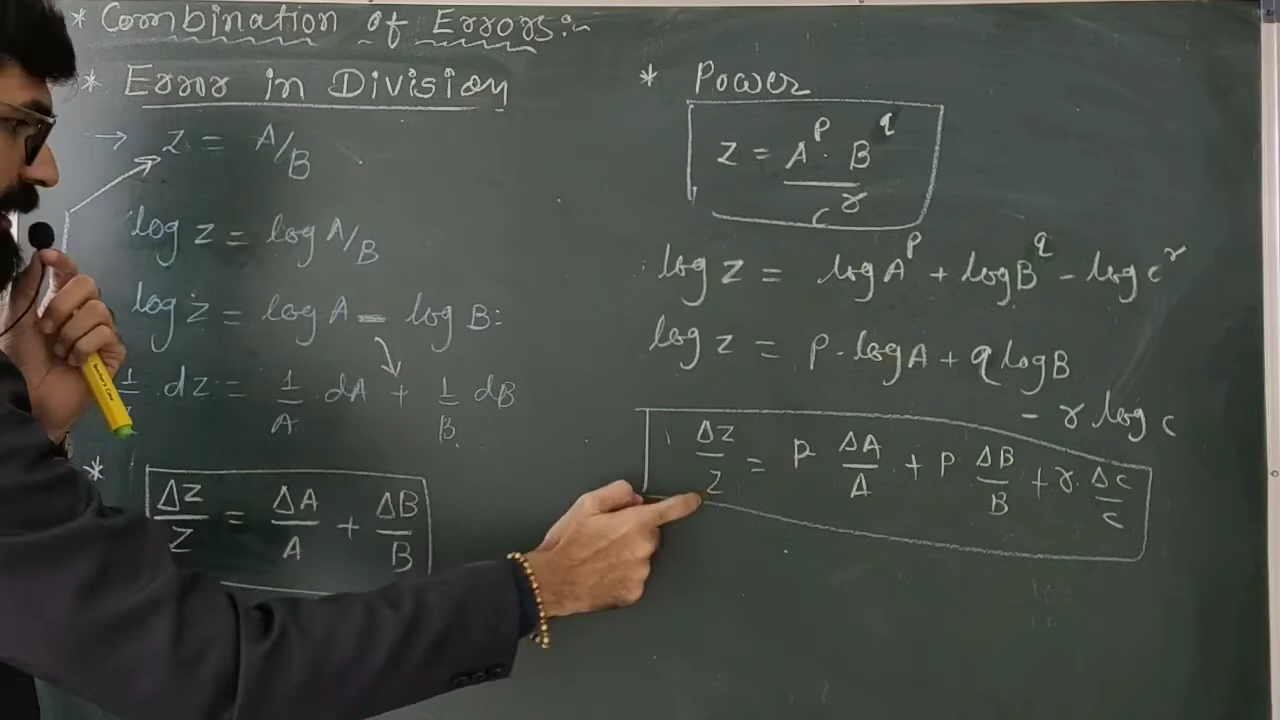 * Combination of Errors:-
* Error in Division
→ Z = A/B
log Z = log A/B
log Z = log A - log B:
dZ = 1/A dA + 1/B dB
* ΔZ/Z = ΔA/A + ΔB/B
* Power
Z = A^p · B^q / C^r
log Z = log A^p + log B^q - log C^r
log Z = P · log A + q log B
- r log C
ΔZ/Z = P ΔA/A + P ΔB/B + r ΔC/C